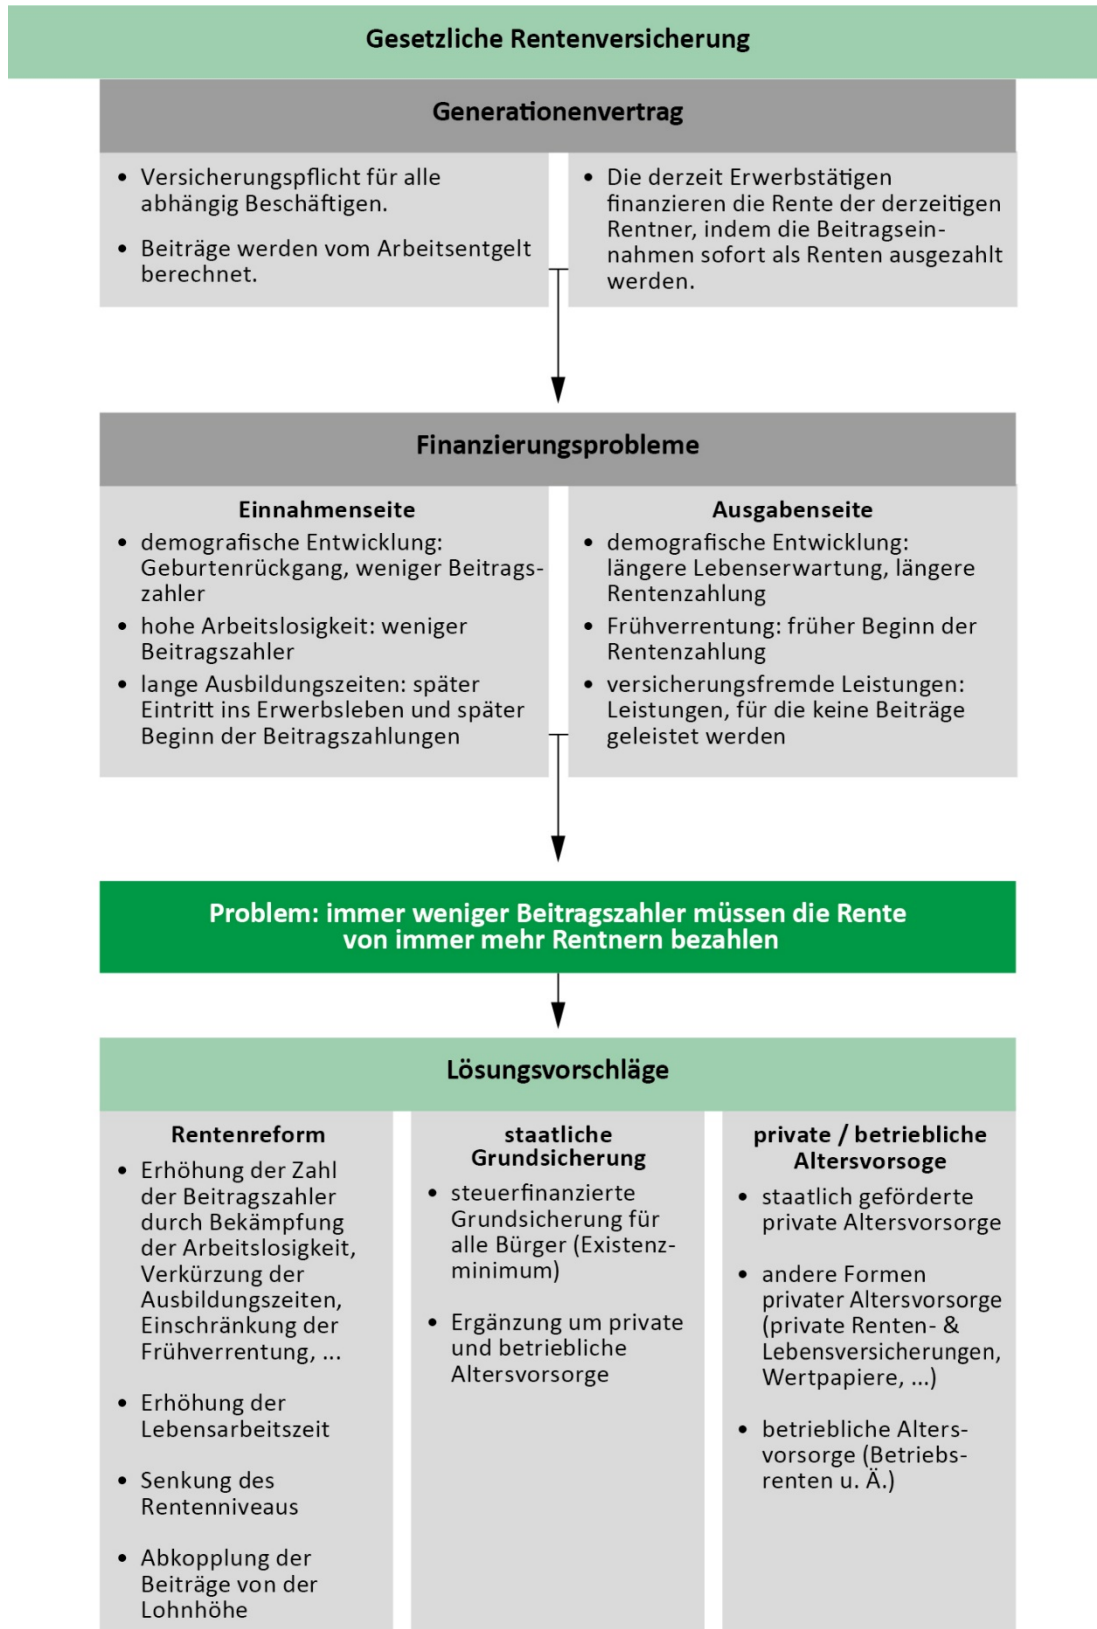 Gesetzliche Rentenversicherung
Generationenvertrag
• Versicherungspflicht für alle
abhängig Beschäftigen.
• Beiträge werden vom Arbeitsentgelt
berechnet.
• Die derzeit Erwerbstätigen
finanzieren die Rente der derzeitigen
Rentner, indem die Beitragsein-
nahmen sofort als Renten ausgezahlt
werden.
Finanzierungsprobleme
Einnahmenseite
• demografische Entwicklung:
Geburtenrückgang, weniger Beitrags-
zahler
• hohe Arbeitslosigkeit: weniger
Beitragszahler
• lange Ausbildungszeiten: später
Eintritt ins Erwerbsleben und später
Beginn der Beitragszahlungen
Ausgabenseite
• demografische Entwicklung:
längere Lebenserwartung, längere
Rentenzahlung
• Frühverrentung: früher Beginn der
Rentenzahlung
• versicherungsfremde Leistungen:
Leistungen, für die keine Beiträge
geleistet werden
Problem: immer weniger Beitragszahler müssen die Rente
von immer mehr Rentnern bezahlen
Lösungsvorschläge
Rentenreform
• Erhöhung der Zahl
der Beitragszahler
durch Bekämpfung
der Arbeitslosigkeit,
Verkürzung der
Ausbildungszeiten,
Einschränkung der
Frühverrentung, ...
• Erhöhung der
Lebensarbeitszeit
• Senkung des
Rentenniveaus
• Abkopplung der
Beiträge von der
Lohnhöhe
staatliche
Grundsicherung
• steuerfinanzierte
Grundsicherung für
alle Bürger (Existenz-
minimum)
• Ergänzung um private
und betriebliche
Altersvorsorge
private / betriebliche
Altersvorsoge
• staatlich geförderte
private Altersvorsorge
• andere Formen
privater Altersvorsorge
(private Renten- &
Lebensversicherungen,
Wertpapiere, ...)
• betriebliche Alters-
vorsorge (Betriebs-
renten u. Ä.)